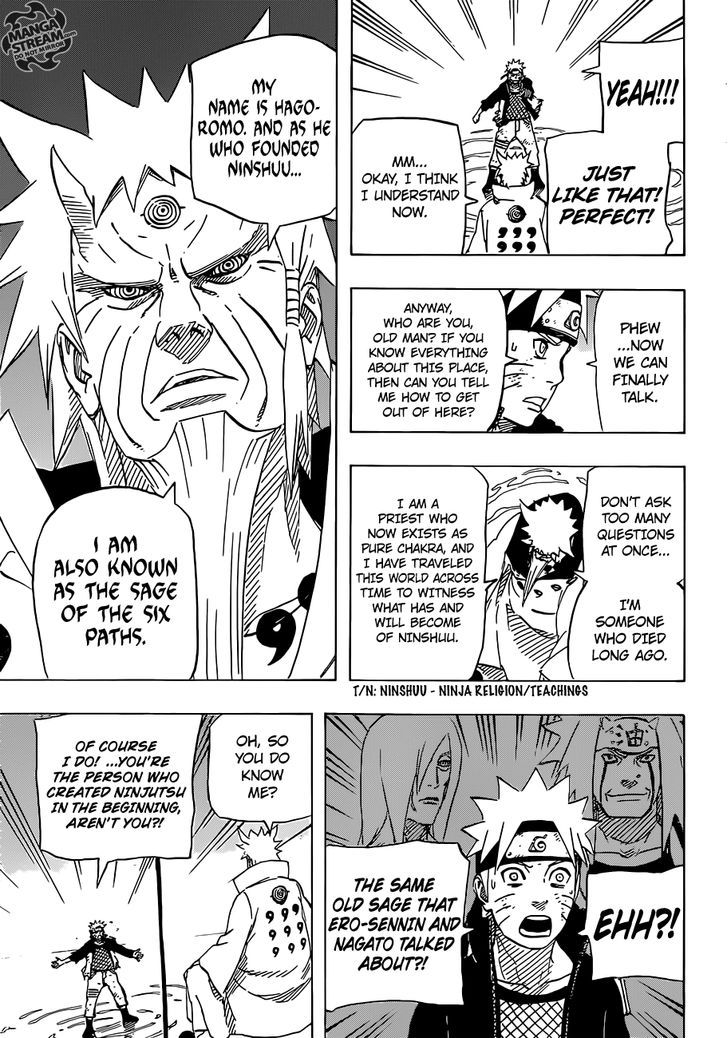 MANGA
STREAM.com
DO NOT MIRROR
YEAH!!!
JUST
LIKE THAT!
PERFECT!
MM...
OKAY, I THINK
I UNDERSTAND
NOW.
PHEW
...NOW
WE CAN
FINALLY
TALK.
ANYWAY,
WHO ARE YOU,
OLD MAN? IF YOU
KNOW EVERYTHING
ABOUT THIS PLACE,
THEN CAN YOU TELL
ME HOW TO GET
OUT OF HERE?
DON'T ASK
TOO MANY
QUESTIONS
AT ONCE...
I'M
SOMEONE
WHO DIED
LONG AGO.
I AM A
PRIEST WHO
NOW EXISTS AS
PURE CHAKRA, AND
I HAVE TRAVELED
THIS WORLD ACROSS
TIME TO WITNESS
WHAT HAS AND
WILL BECOME
OF NINSHUU.
T/N: NINSHUU - NINJA RELIGION/TEACHINGS
MY
NAME IS HAGO-
ROMO. AND AS HE
WHO FOUNDED
NINSHUU...
I AM
ALSO KNOWN
AS THE SAGE
OF THE SIX
PATHS.
EHH?!
THE SAME
OLD SAGE THAT
ERO-SENNIN AND
NAGATO TALKED
ABOUT?!
OH, SO
YOU DO
KNOW
ME?
OF COURSE
I DO! ...YOU'RE
THE PERSON WHO
CREATED NINJUTSU
IN THE BEGINNING,
AREN'T YOU?!